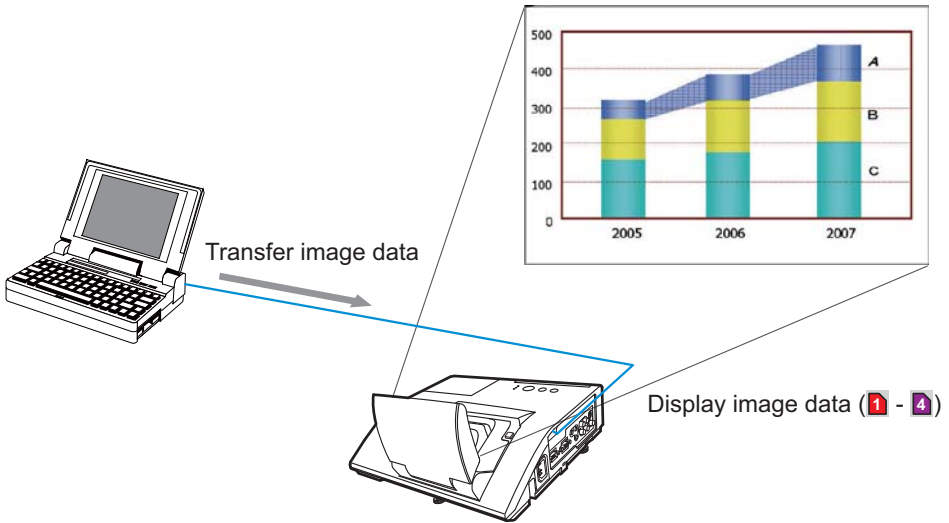 500
400
300
200
100
0
A
B
C
2005 2006 2007
Transfer image data
Display image data (1 - 4)